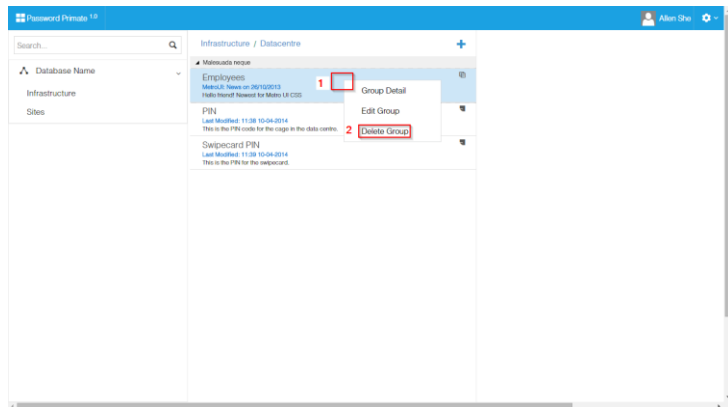 Password Primate 1.0
Allen She
Search...
Infrastructure / Datacentre
Database Name
Infrastructure
Sites
Malesuada neque
Employees
MetroUI: News on 26/10/2013
Hello friend! Newest for Metro UI CSS
1
Group Detail
Edit Group
2 Delete Group
PIN
Last Modified: 11:38 10-04-2014
This is the PIN code for the cage in the data centre.
Swipecard PIN
Last Modified: 11:39 10-04-2014
This is the PIN for the swipecard.